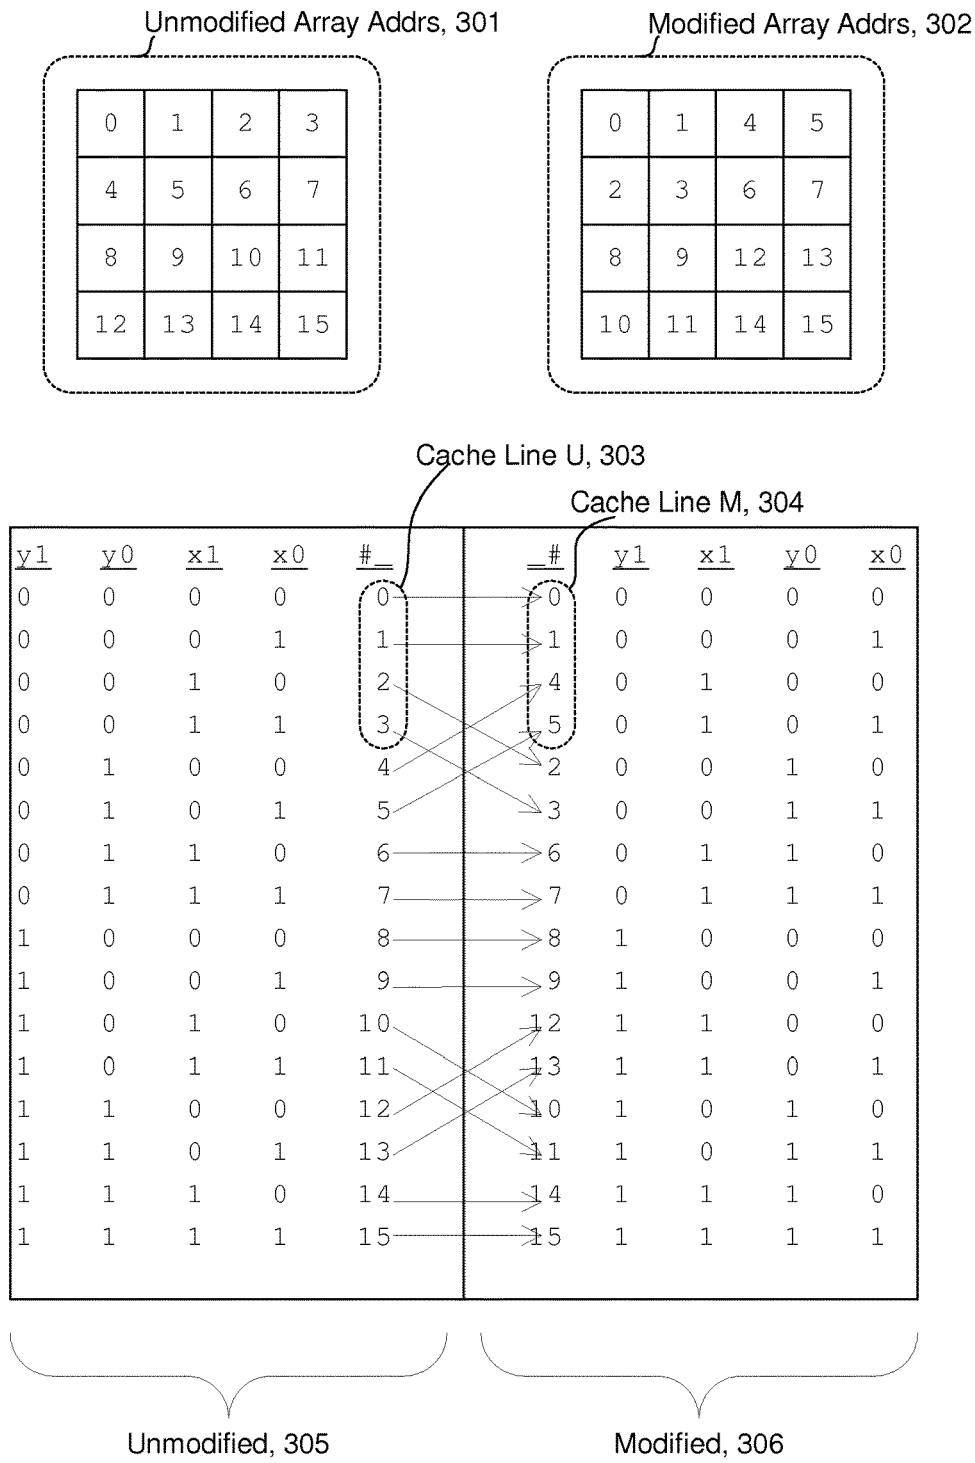 Unmodified Array Addrs, 301 Modified Array Addrs, 302
0 1 2 3 0 1 4 5
4 5 6 7 2 3 6 7
8 9 10 11 8 9 12 13
12 13 14 15 10 11 14 15
Cache Line U, 303
Cache Line M, 304
y1 y0 x1 x0 #_ _# y1 x1 y0 x0
0 0 0 0 0 0 0 0 0 0
0 0 0 1 1 1 0 0 0 1
0 0 1 0 2 4 0 1 0 0
0 0 1 1 3 5 0 1 0 1
0 1 0 0 4 2 0 0 1 0
0 1 0 1 5 3 0 0 1 1
0 1 1 0 6 6 0 1 1 0
0 1 1 1 7 7 0 1 1 1
1 0 0 0 8 8 1 0 0 0
1 0 0 1 9 9 1 0 0 1
1 0 1 0 10 12 1 1 0 0
1 0 1 1 11 13 1 1 0 1
1 1 0 0 12 10 1 0 1 0
1 1 0 1 13 11 1 0 1 1
1 1 1 0 14 14 1 1 1 0
1 1 1 1 15 15 1 1 1 1
Unmodified, 305 Modified, 306